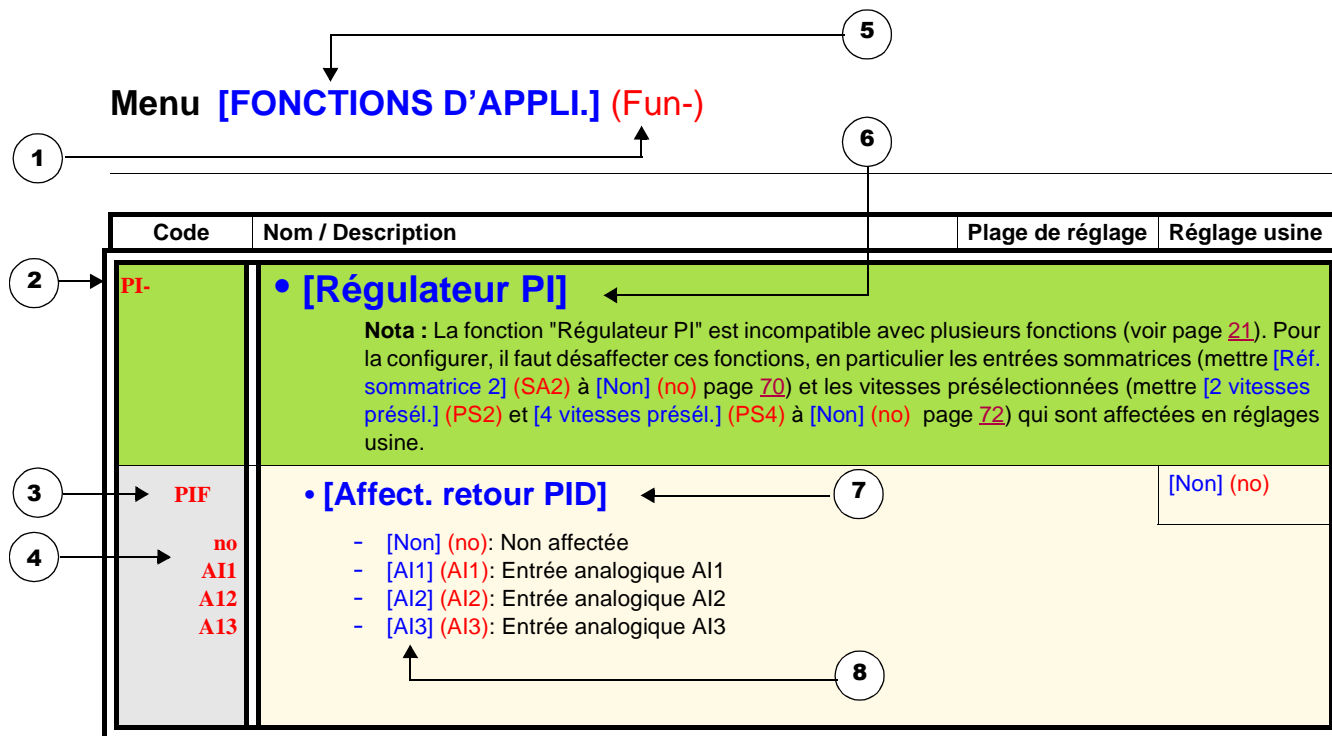 5
Menu [FONCTIONS D’APPLI.] (Fun-)
1
6
Code Nom / Description Plage de réglage Réglage usine
2
PI- • [Régulateur PI]
Nota : La fonction "Régulateur PI" est incompatible avec plusieurs fonctions (voir page 21). Pour
la configurer, il faut désaffecter ces fonctions, en particulier les entrées sommatrices (mettre [Réf.
sommatrice 2] (SA2) à [Non] (no) page 70) et les vitesses présélectionnées (mettre [2 vitesses
présél.] (PS2) et [4 vitesses présél.] (PS4) à [Non] (no) page 72) qui sont affectées en réglages
usine.
3 PIF • [Affect. retour PID] 7 [Non] (no)
4
no - [Non] (no): Non affectée
AI1 - [AI1] (AI1): Entrée analogique AI1
A12 - [AI2] (AI2): Entrée analogique AI2
A13 - [AI3] (AI3): Entrée analogique AI3
8